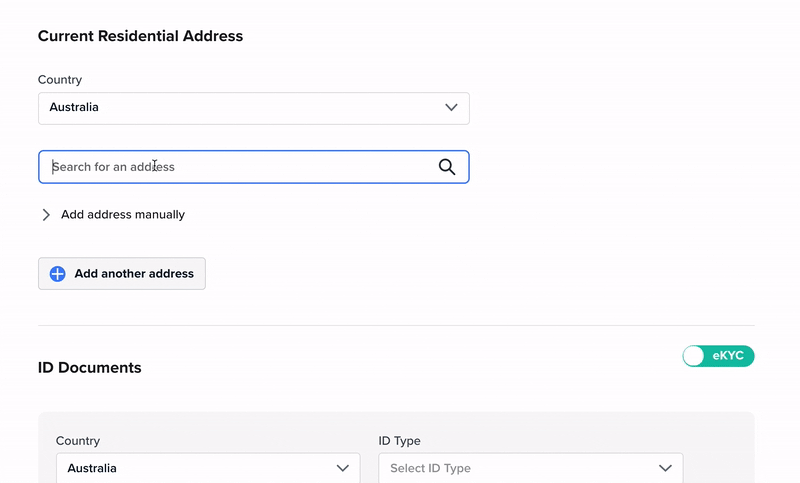 Current Residential Address
Country
Australia
Search for an address
Add address manually
Add another address
eKYC
ID Documents
Country
ID Type
Australia
Select ID Type